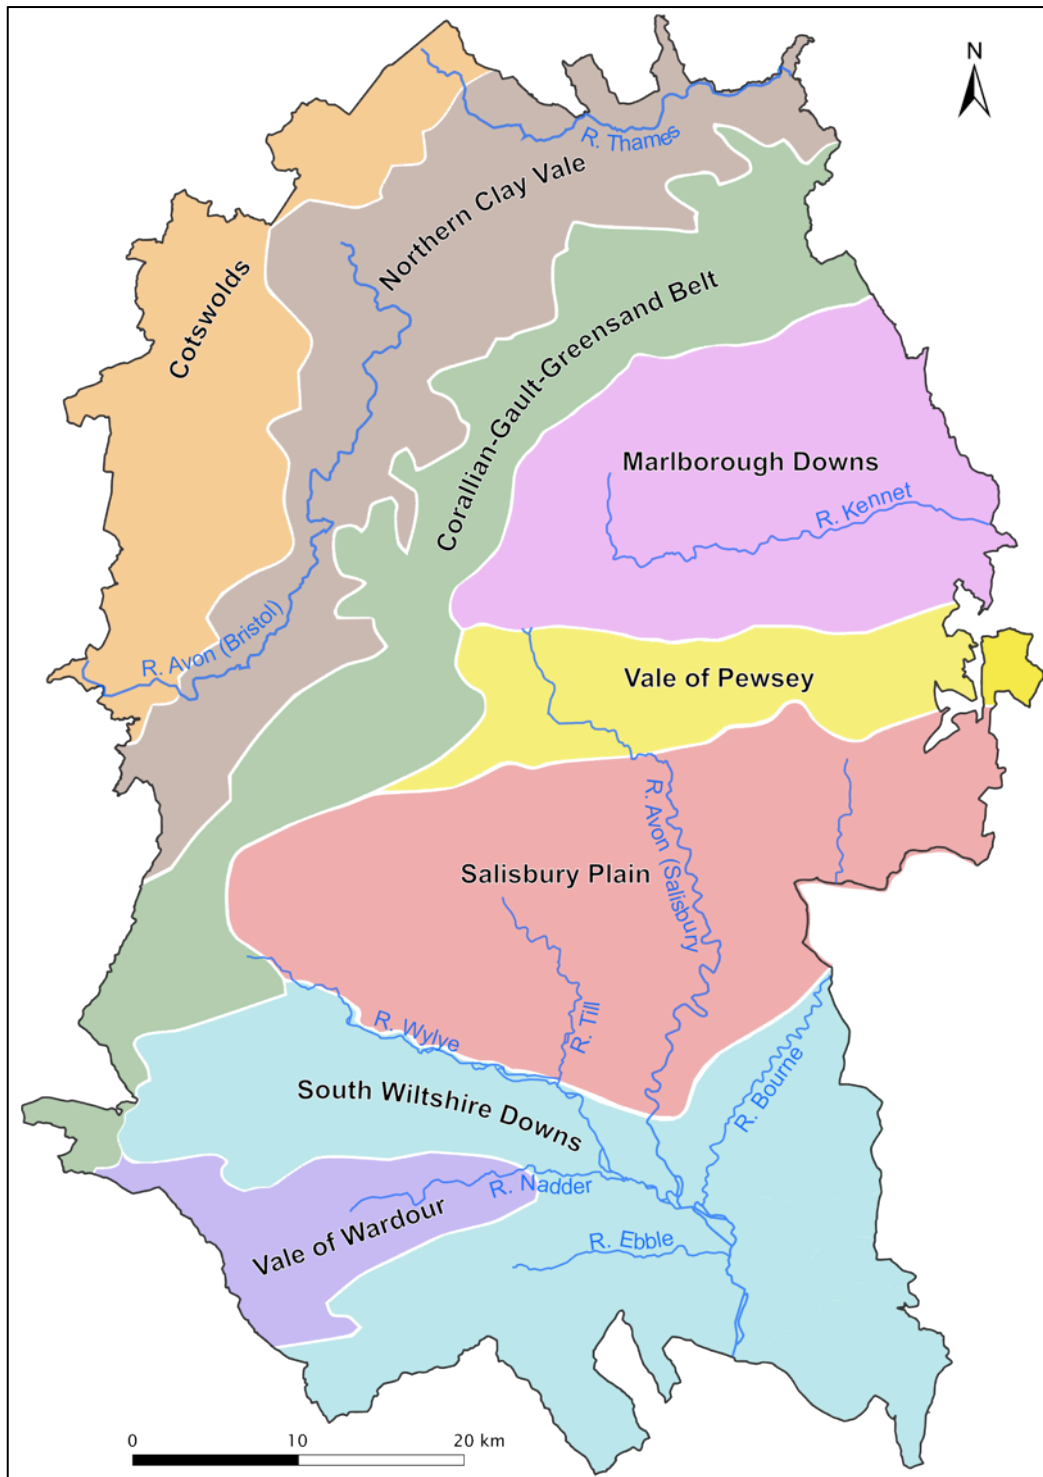 N
R. Thames
Northern Clay Vale
Cotswolds
Corallian-Gault-Greensand Belt
Marlborough Downs
R. Kennet
R. Avon (Bristol)
Vale of Pewsey
R. Avon (Salisbury
Salisbury Plain
R. Till
R. Wylye
R. Bourne
South Wiltshire Downs
R. Nadder
Vale of Wardour
R. Ebble
0 10 20 km